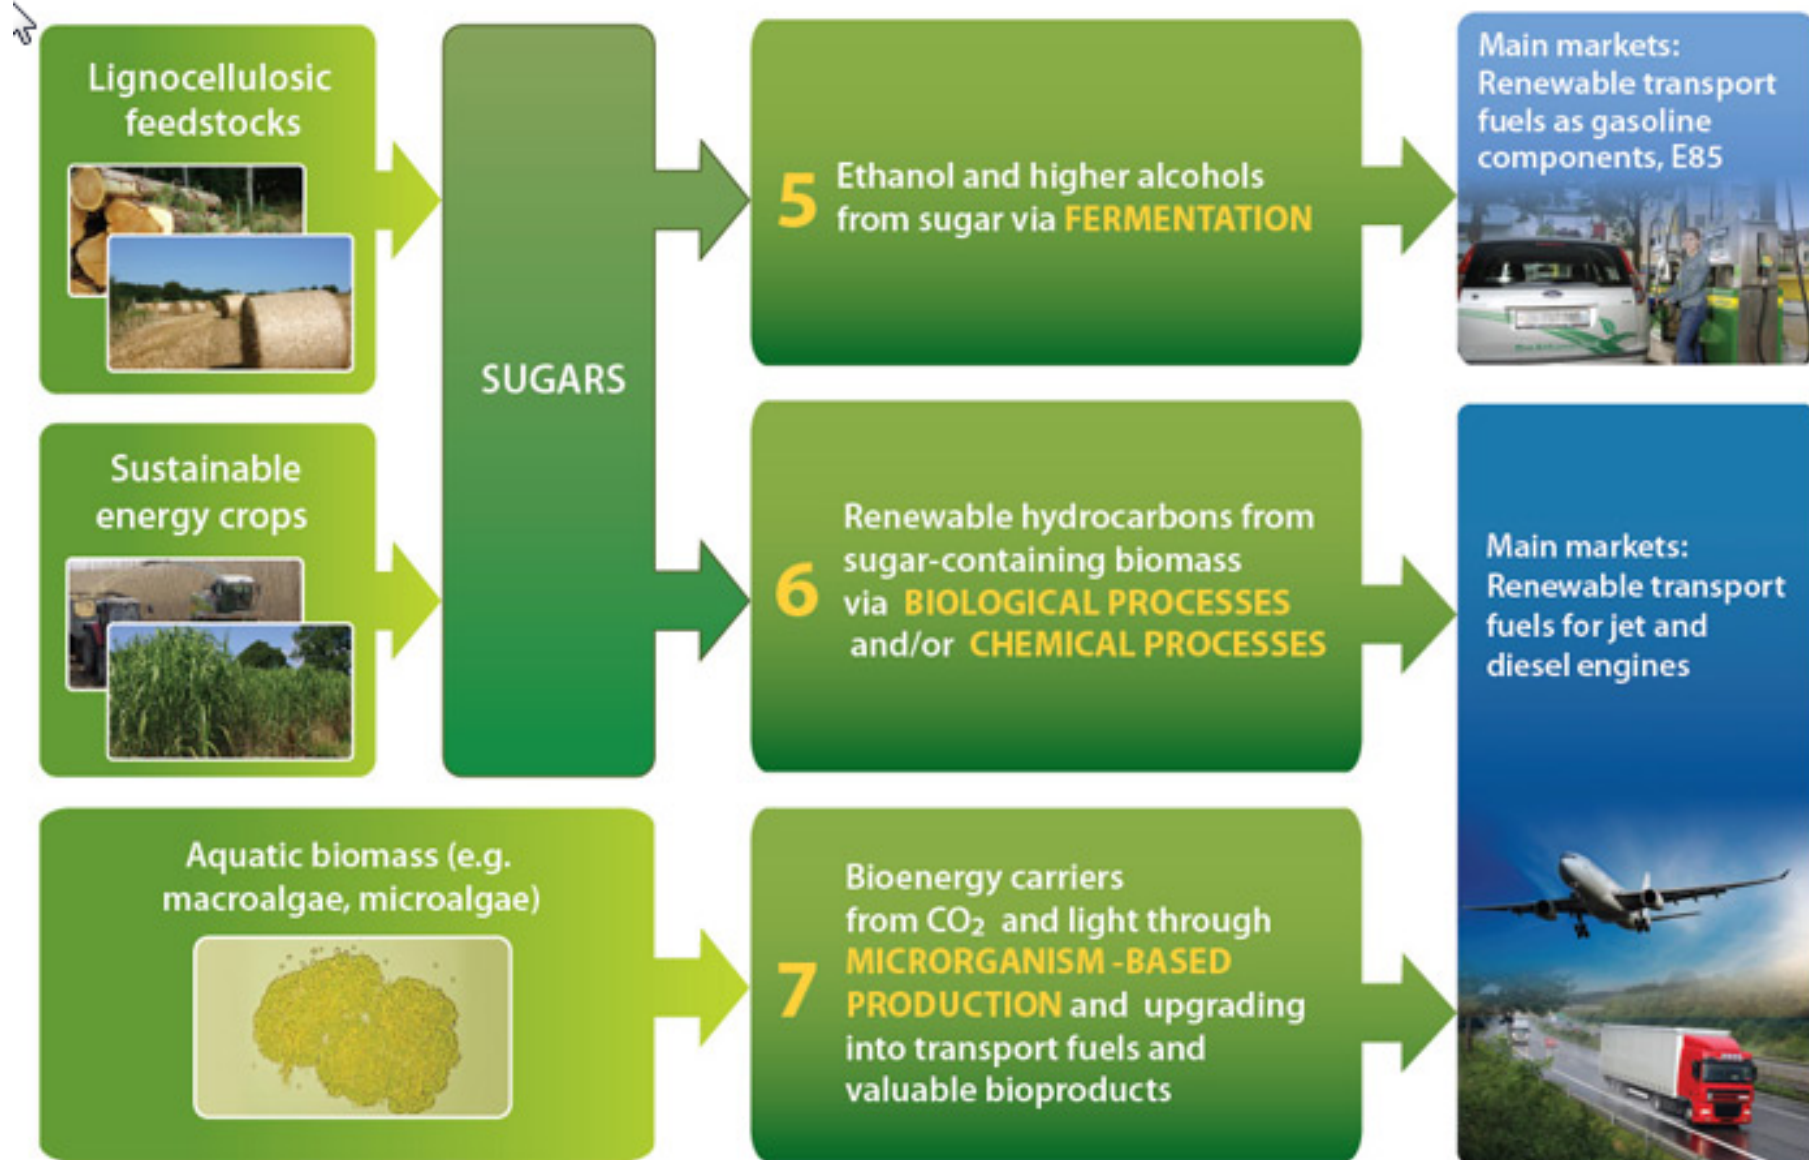 Lignocellulosic
feedstocks
SUGARS
5 Ethanol and higher alcohols
from sugar via FERMENTATION
Main markets:
Renewable transport
fuels as gasoline
components, E85
Sustainable
energy crops
6 Renewable hydrocarbons from
sugar-containing biomass
via BIOLOGICAL PROCESSES
and/or CHEMICAL PROCESSES
Main markets:
Renewable transport
fuels for jet and
diesel engines
Aquatic biomass (e.g.
macroalgae, microalgae)
7 Bioenergy carriers
from CO₂ and light through
MICRORGANISM -BASED
PRODUCTION and upgrading
into transport fuels and
valuable bioproducts